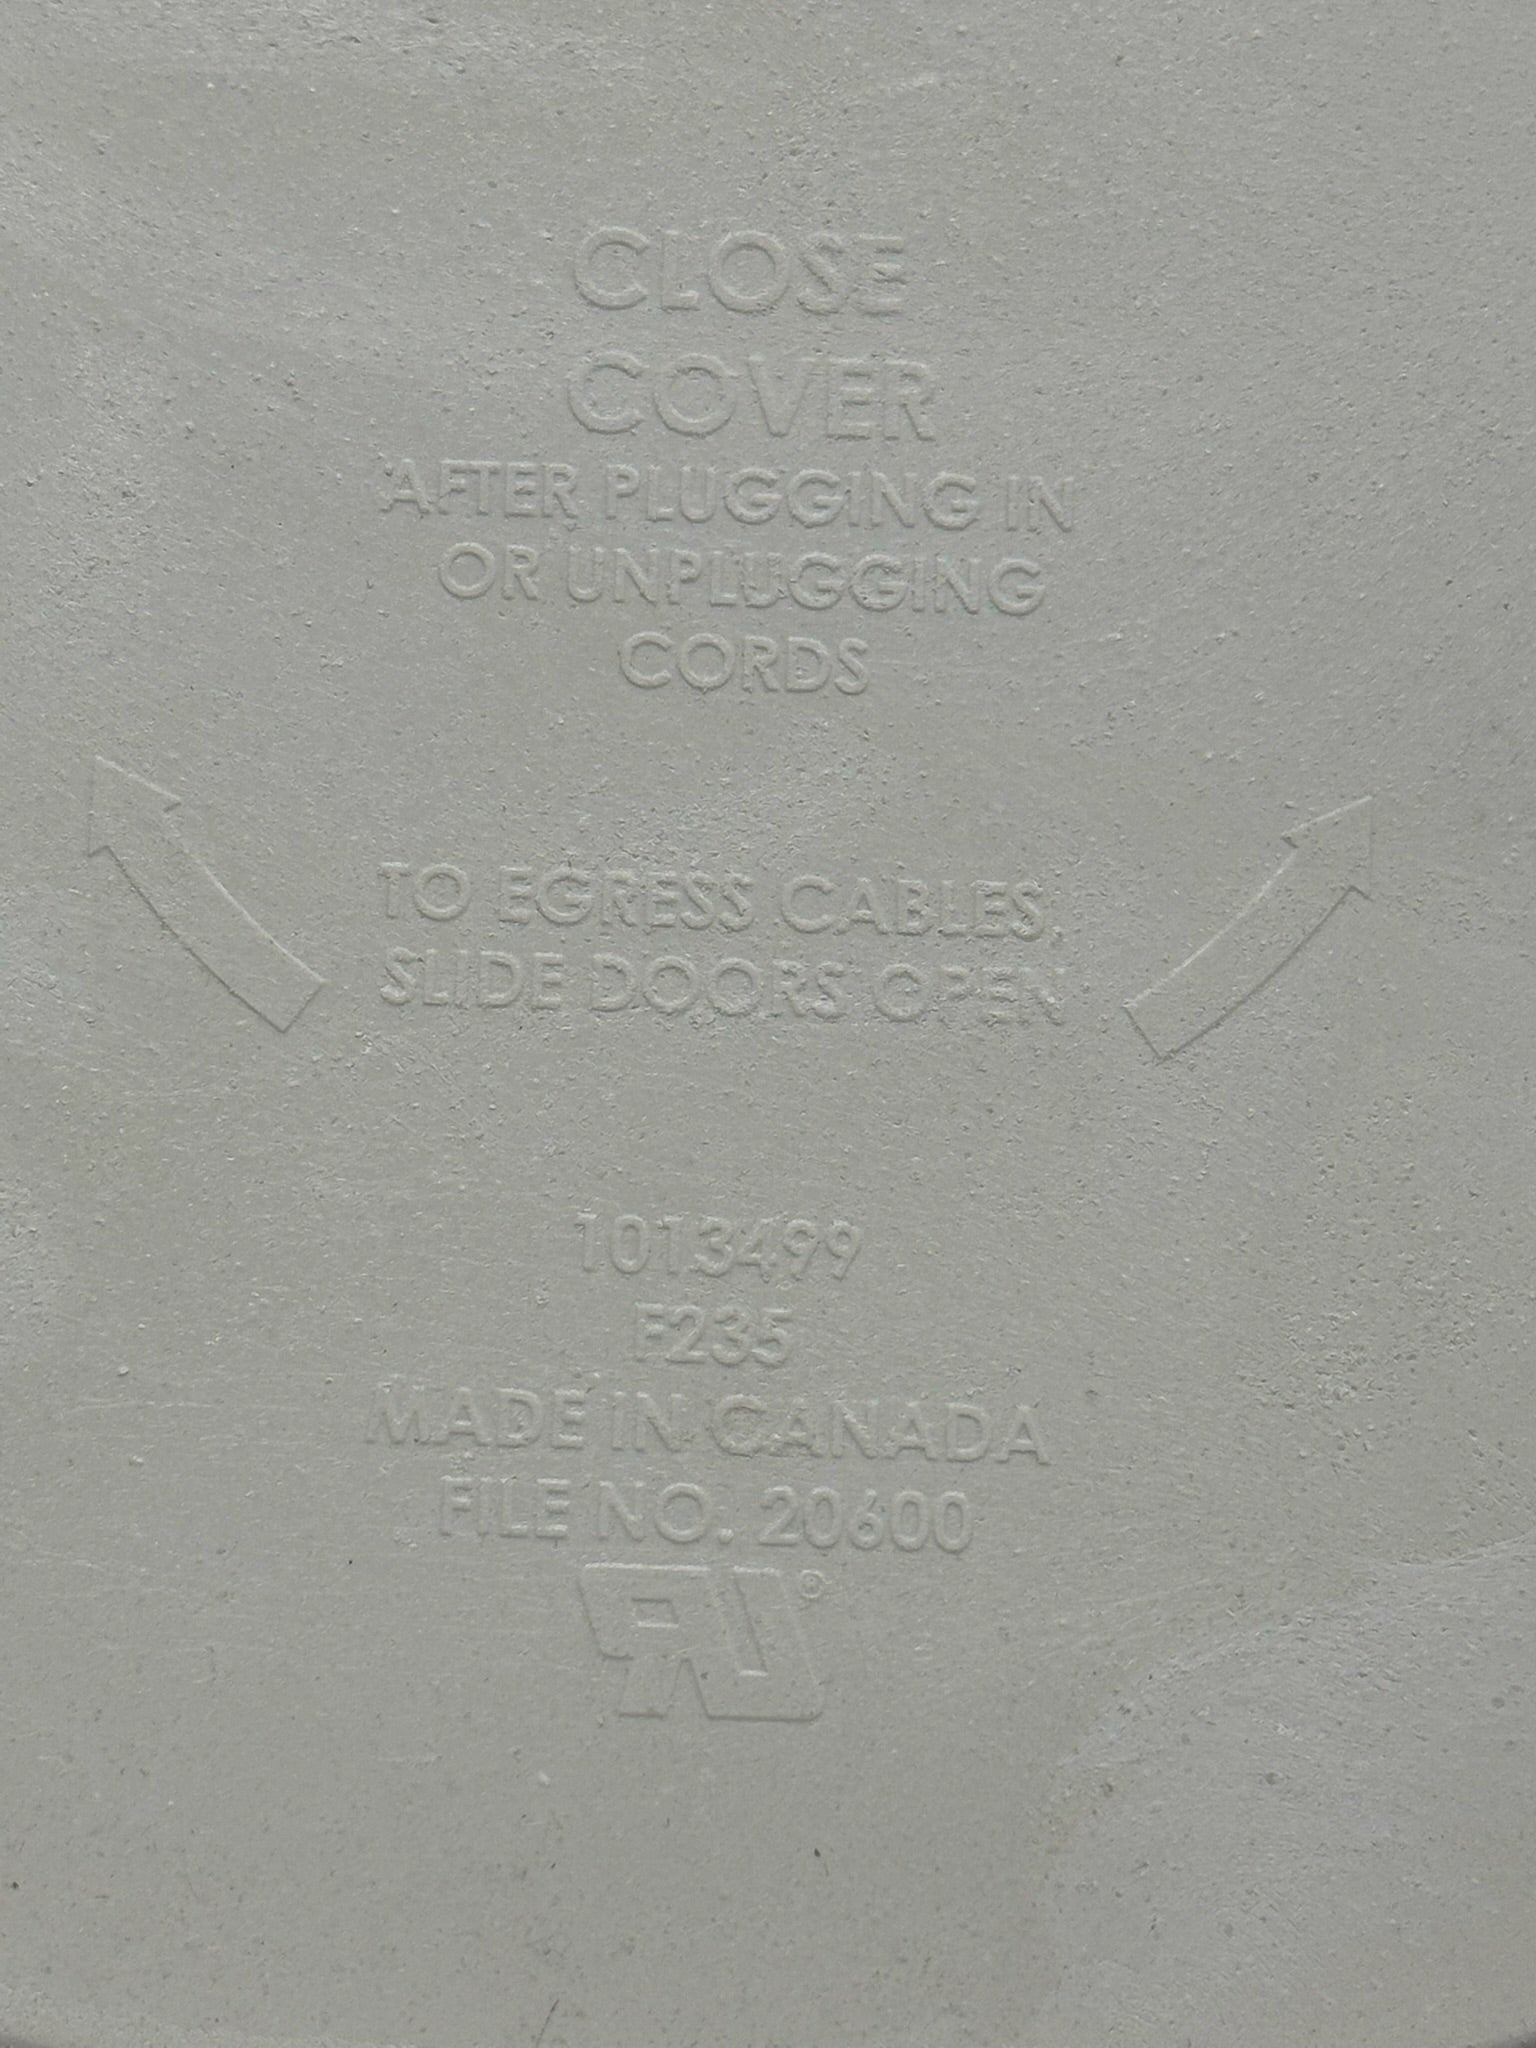 CLOSE
COVER
AFTER PLUGGING IN
OR UNPLUGGING
CORDS
TO EGRESS CABLES,
SLIDE DOORS OPEN
1013499
F235
MADE IN CANADA
FILE NO. 20600
RU®